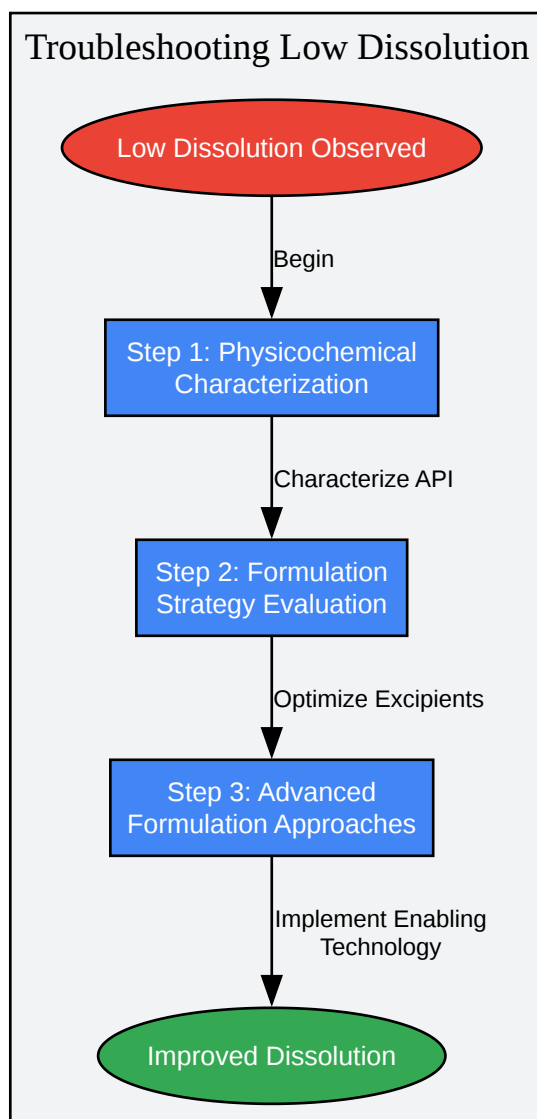 Troubleshooting Low Dissolution
Low Dissolution Observed
Begin
Step 1: Physicochemical
Characterization
Characterize API
Step 2: Formulation
Strategy Evaluation
Optimize Excipients
Step 3: Advanced
Formulation Approaches
Implement Enabling
Technology
Improved Dissolution